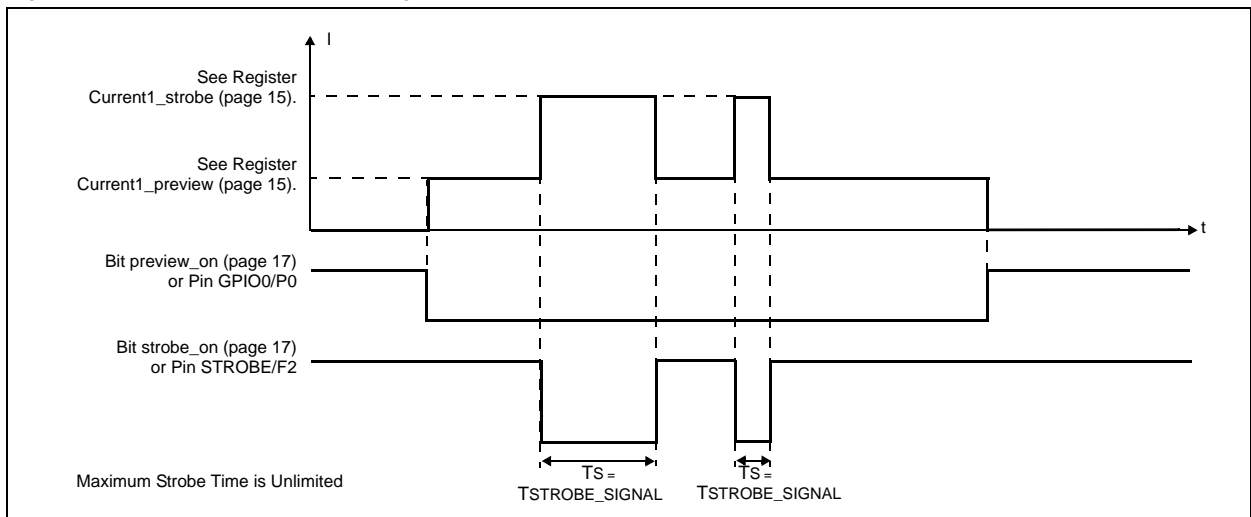 I
See Register
Current1_strobe (page 15).
See Register
Current1_preview (page 15).
t
Bit preview_on (page 17)
or Pin GPIO0/P0
Bit strobe_on (page 17)
or Pin STROBE/F2
TS =
TSTROBE_SIGNAL
TS =
TSTROBE_SIGNAL
Maximum Strobe Time is Unlimited